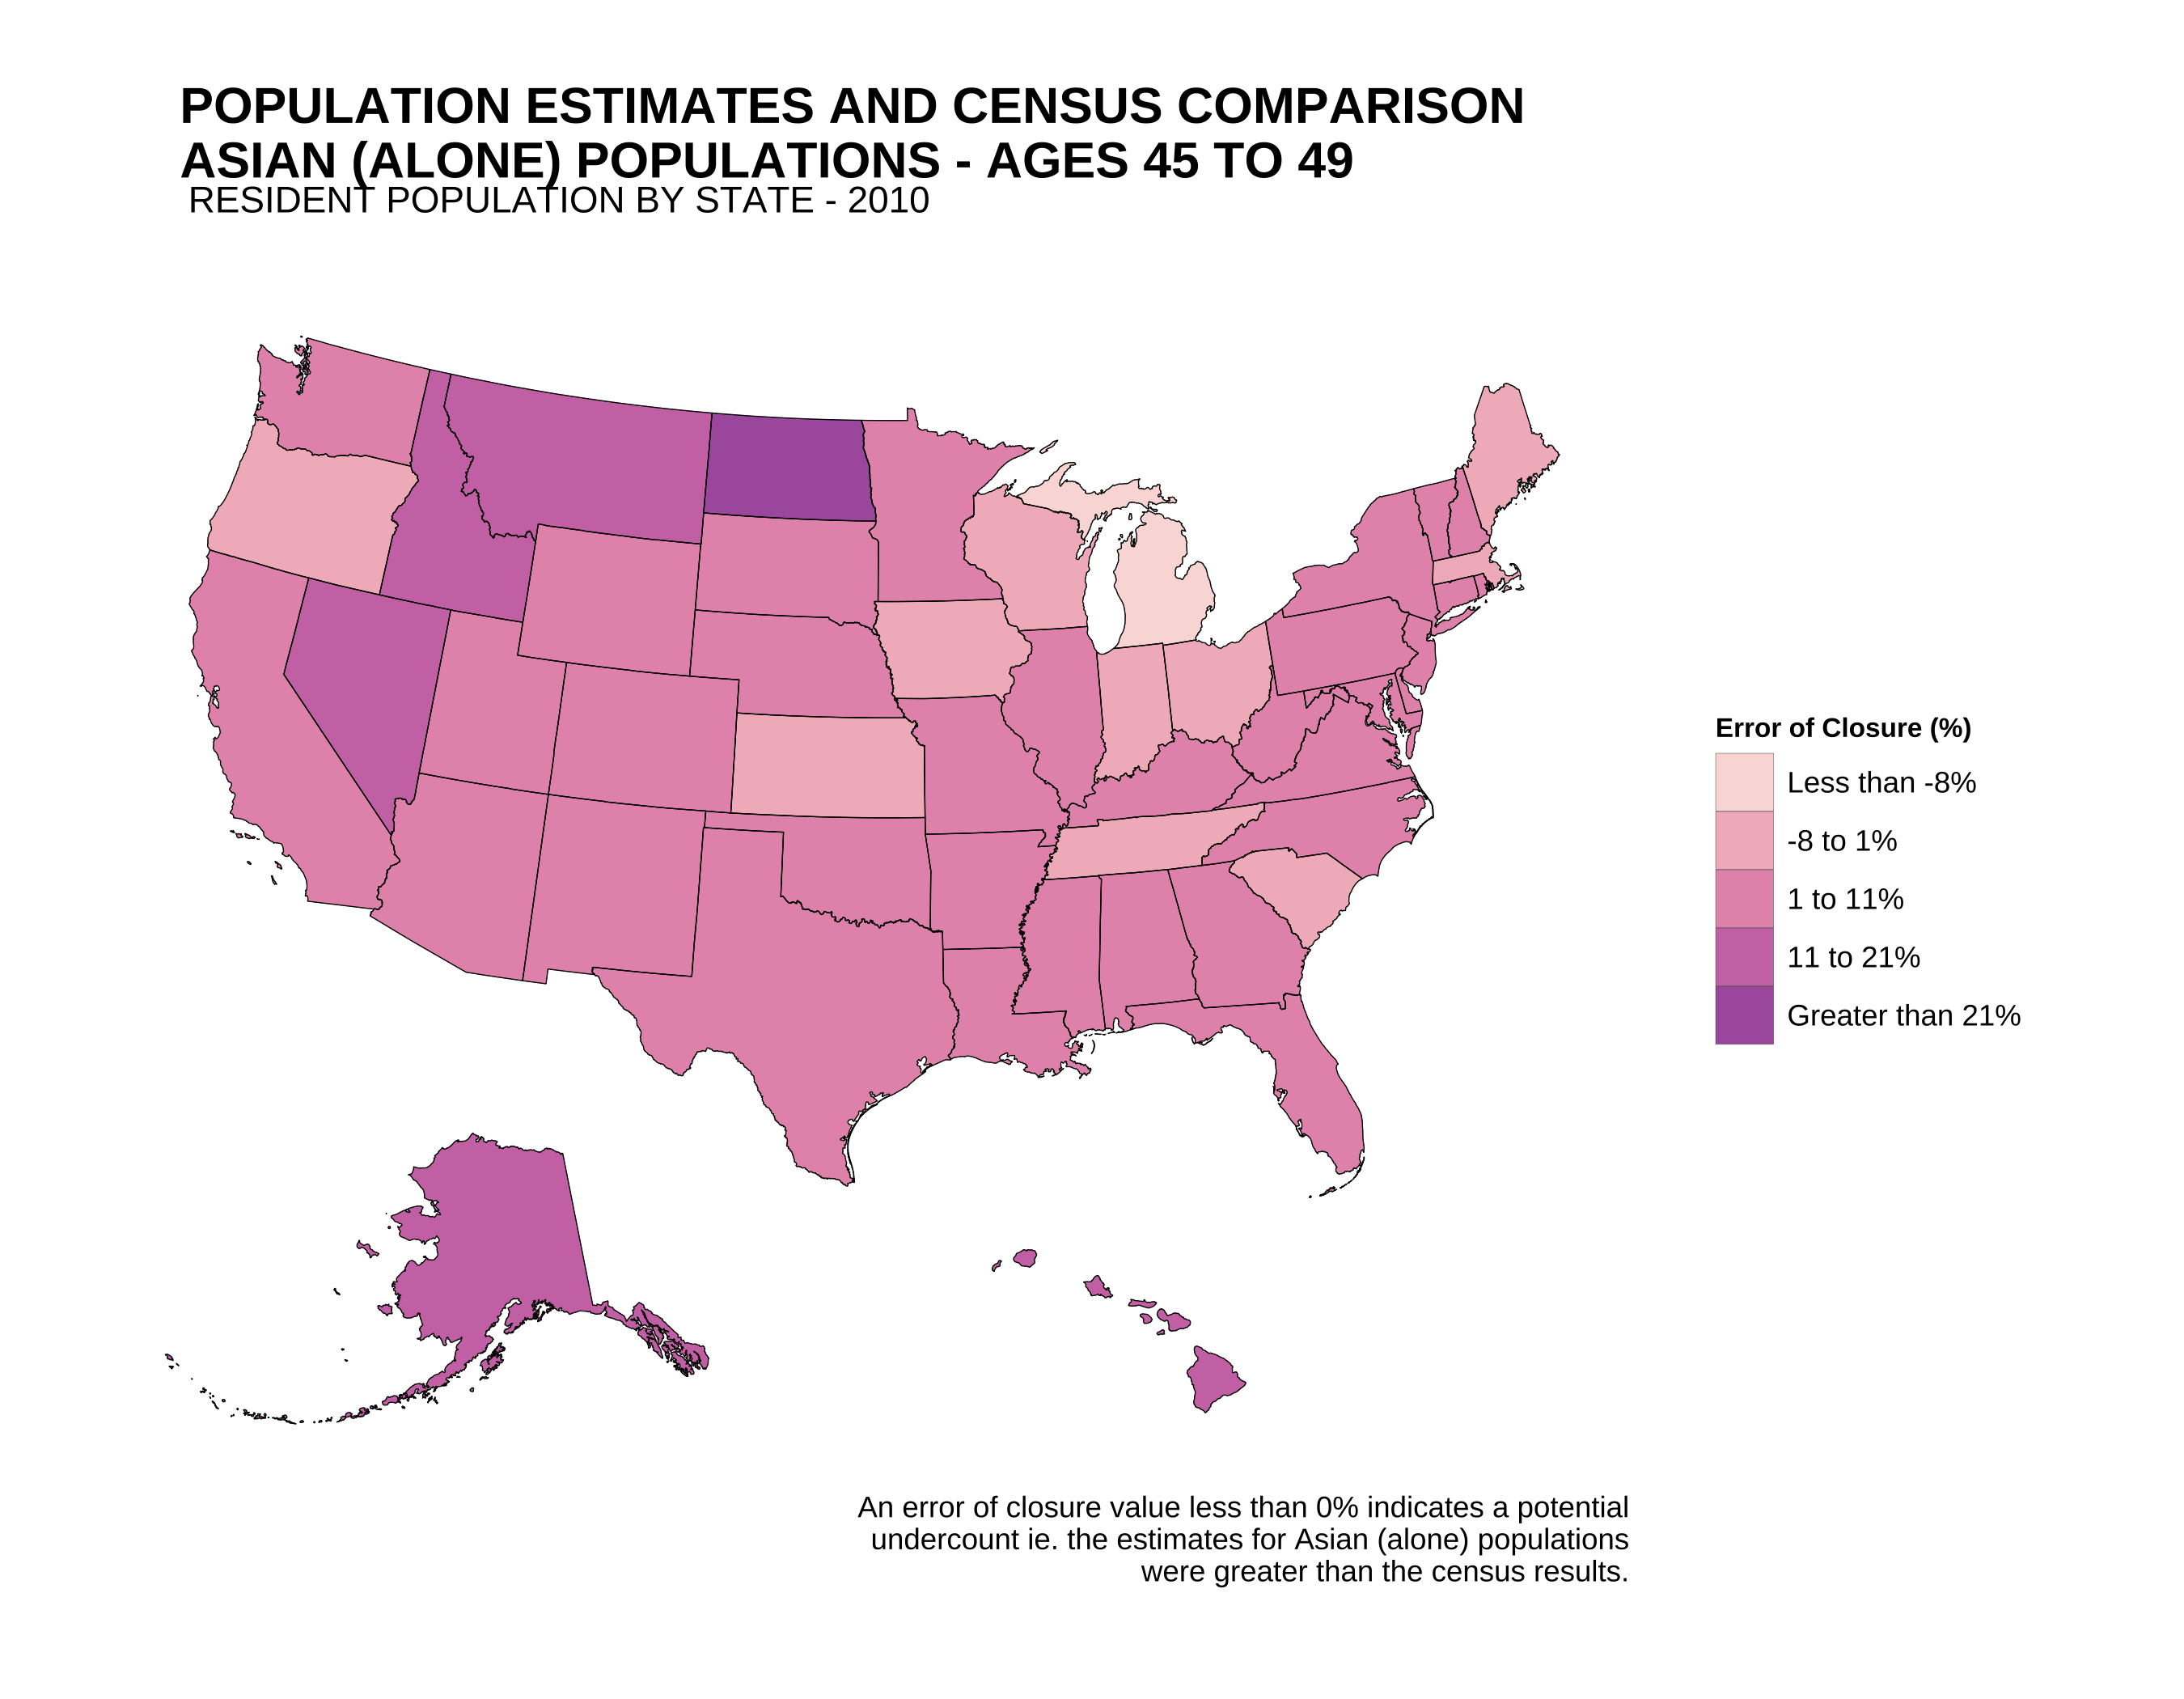 POPULATION ESTIMATES AND CENSUS COMPARISON
ASIAN (ALONE) POPULATIONS - AGES 45 TO 49
RESIDENT POPULATION BY STATE - 2010
Error of Closure (%)
Less than -8%
-8 to 1%
1 to 11%
11 to 21%
Greater than 21%
An error of closure value less than 0% indicates a potential
undercount ie. the estimates for Asian (alone) populations
were greater than the census results.